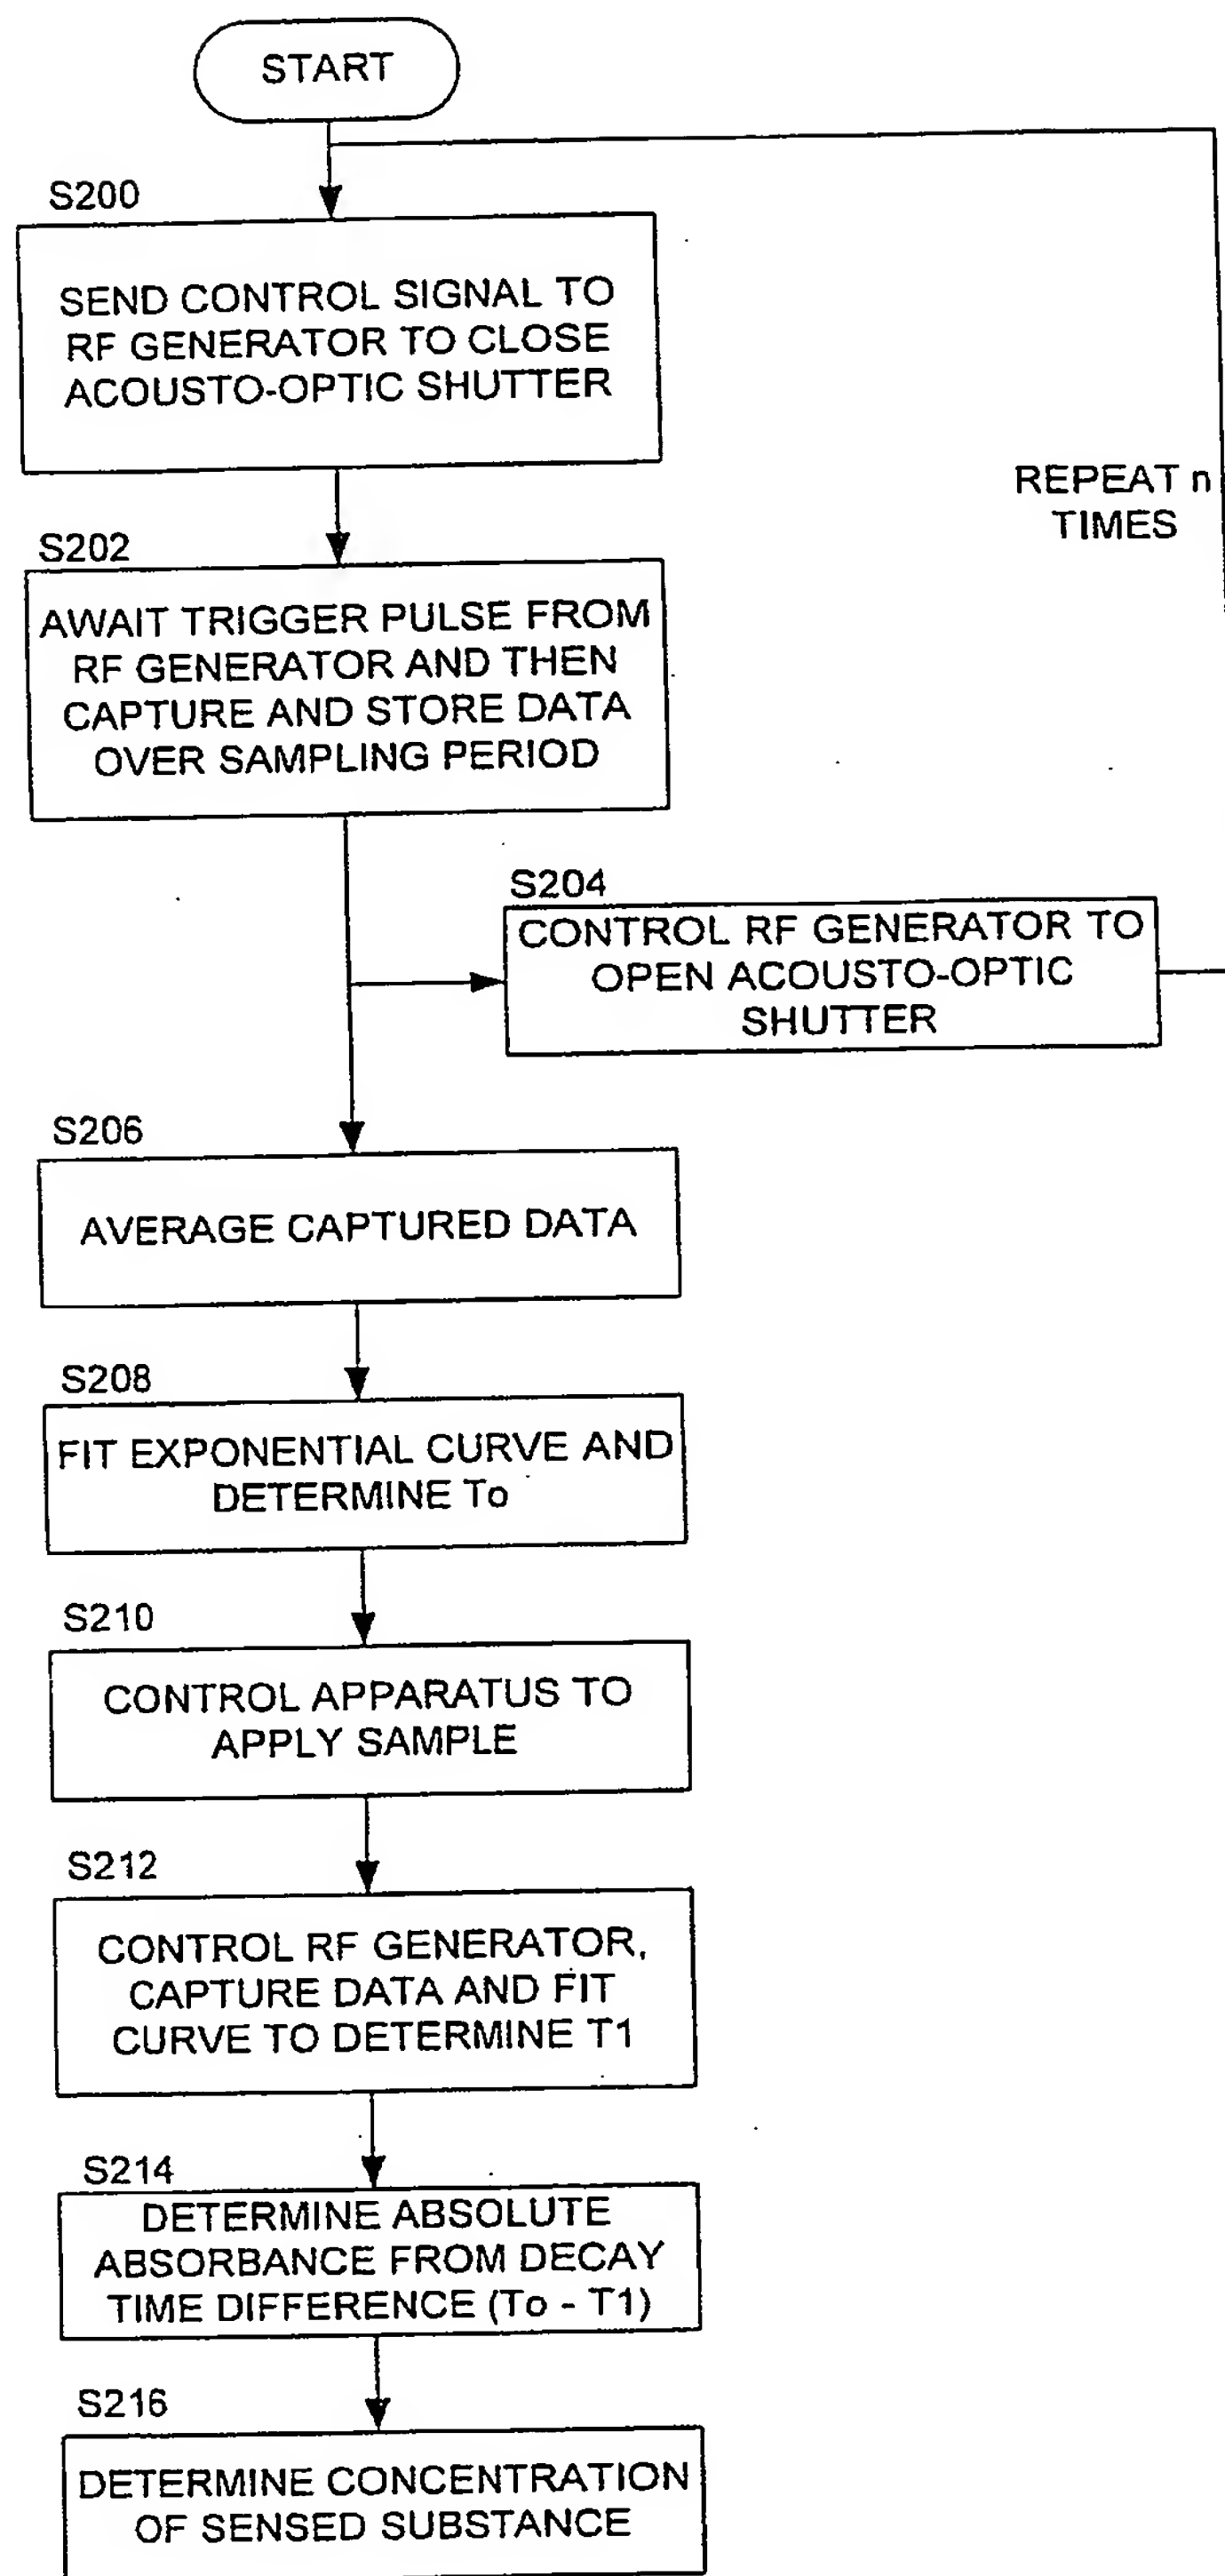 START
S200
SEND CONTROL SIGNAL TO
RF GENERATOR TO CLOSE
ACOUSTO-OPTIC SHUTTER
REPEAT n
TIMES
S202
AWAIT TRIGGER PULSE FROM
RF GENERATOR AND THEN
CAPTURE AND STORE DATA
OVER SAMPLING PERIOD
S204
CONTROL RF GENERATOR TO
OPEN ACOUSTO-OPTIC
SHUTTER
S206
AVERAGE CAPTURED DATA
S208
FIT EXPONENTIAL CURVE AND
DETERMINE To
S210
CONTROL APPARATUS TO
APPLY SAMPLE
S212
CONTROL RF GENERATOR,
CAPTURE DATA AND FIT
CURVE TO DETERMINE T1
S214
DETERMINE ABSOLUTE
ABSORBANCE FROM DECAY
TIME DIFFERENCE (To - T1)
S216
DETERMINE CONCENTRATION
OF SENSED SUBSTANCE